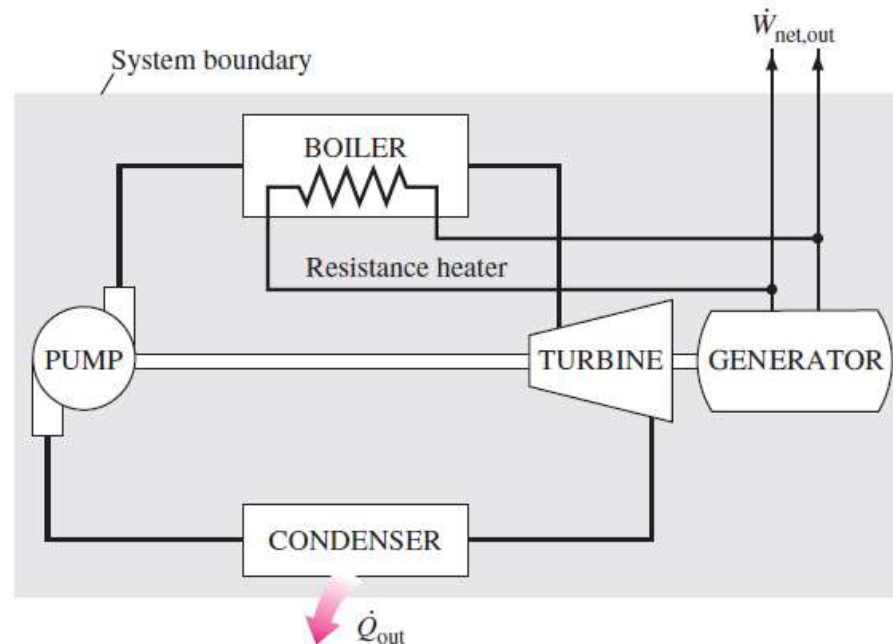 Ẇnet,out
System boundary
BOILER
Resistance heater
PUMP
TURBINE
GENERATOR
CONDENSER
Q̇out